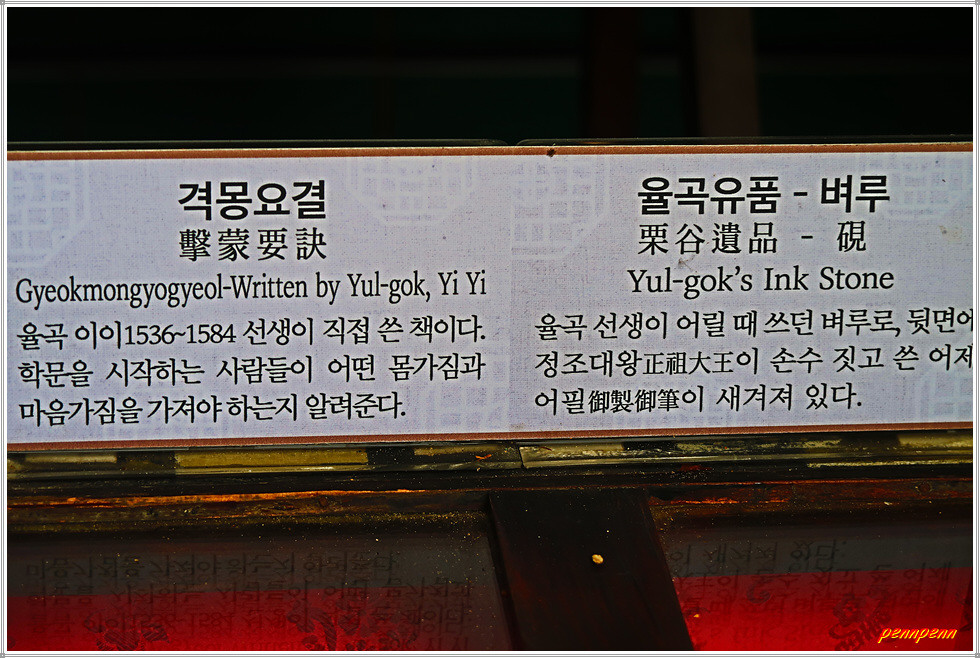 격몽요결
擊蒙要訣
Gyeokmongyogyeol-Written by Yul-gok, Yi Yi
율곡 이이1536~1584 선생이 직접 쓴 책이다.
학문을 시작하는 사람들이 어떤 몸가짐과
마음가짐을 가져야 하는지 알려준다.
율곡유품 - 벼루
栗谷遺品 - 硯
Yul-gok's Ink Stone
율곡 선생이 어릴 때 쓰던 벼루로, 뒷면에
정조대왕正祖大王이 손수 짓고 쓴 어제
어필御製御筆이 새겨져 있다.
pennpenn